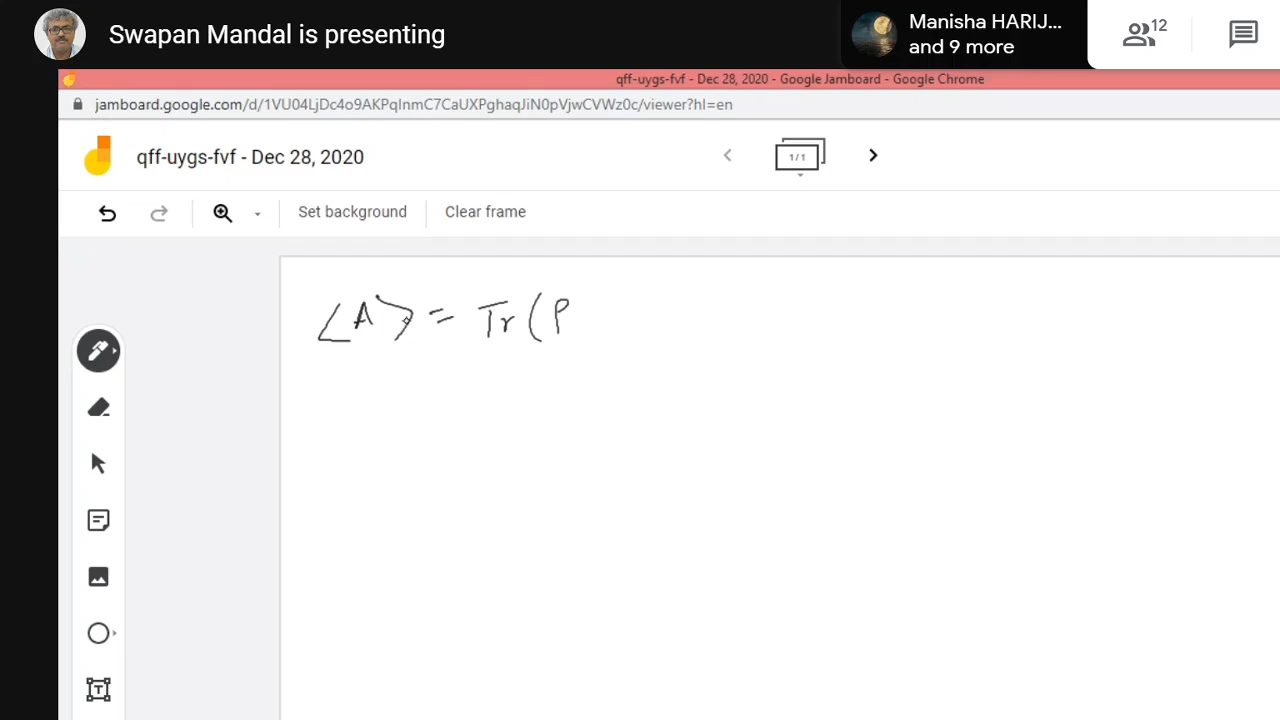 Swapan Mandal is presenting
Manisha HARIJ...
and 9 more
12
qff-uygs-fvf - Dec 28, 2020 - Google Jamboard - Google Chrome
jamboard.google.com/d/1VU04LjDc4o9AKPqlnmC7CaUXPghaqJiN0pVjwCVWz0c/viewer?hl=en
qff-uygs-fvf - Dec 28, 2020
1/1
Set background
Clear frame
⟨A⟩ = Tr(ρ